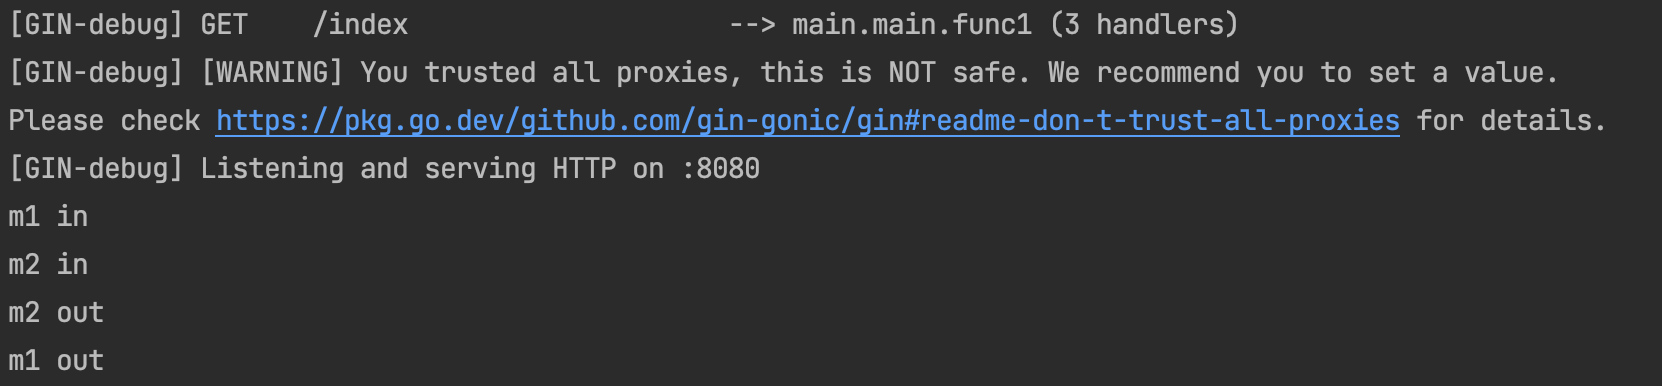 [GIN-debug] GET    /index                    --> main.main.func1 (3 handlers)
[GIN-debug] [WARNING] You trusted all proxies, this is NOT safe. We recommend you to set a value.
Please check https://pkg.go.dev/github.com/gin-gonic/gin#readme-don-t-trust-all-proxies for details.
[GIN-debug] Listening and serving HTTP on :8080
m1 in
m2 in
m2 out
m1 out